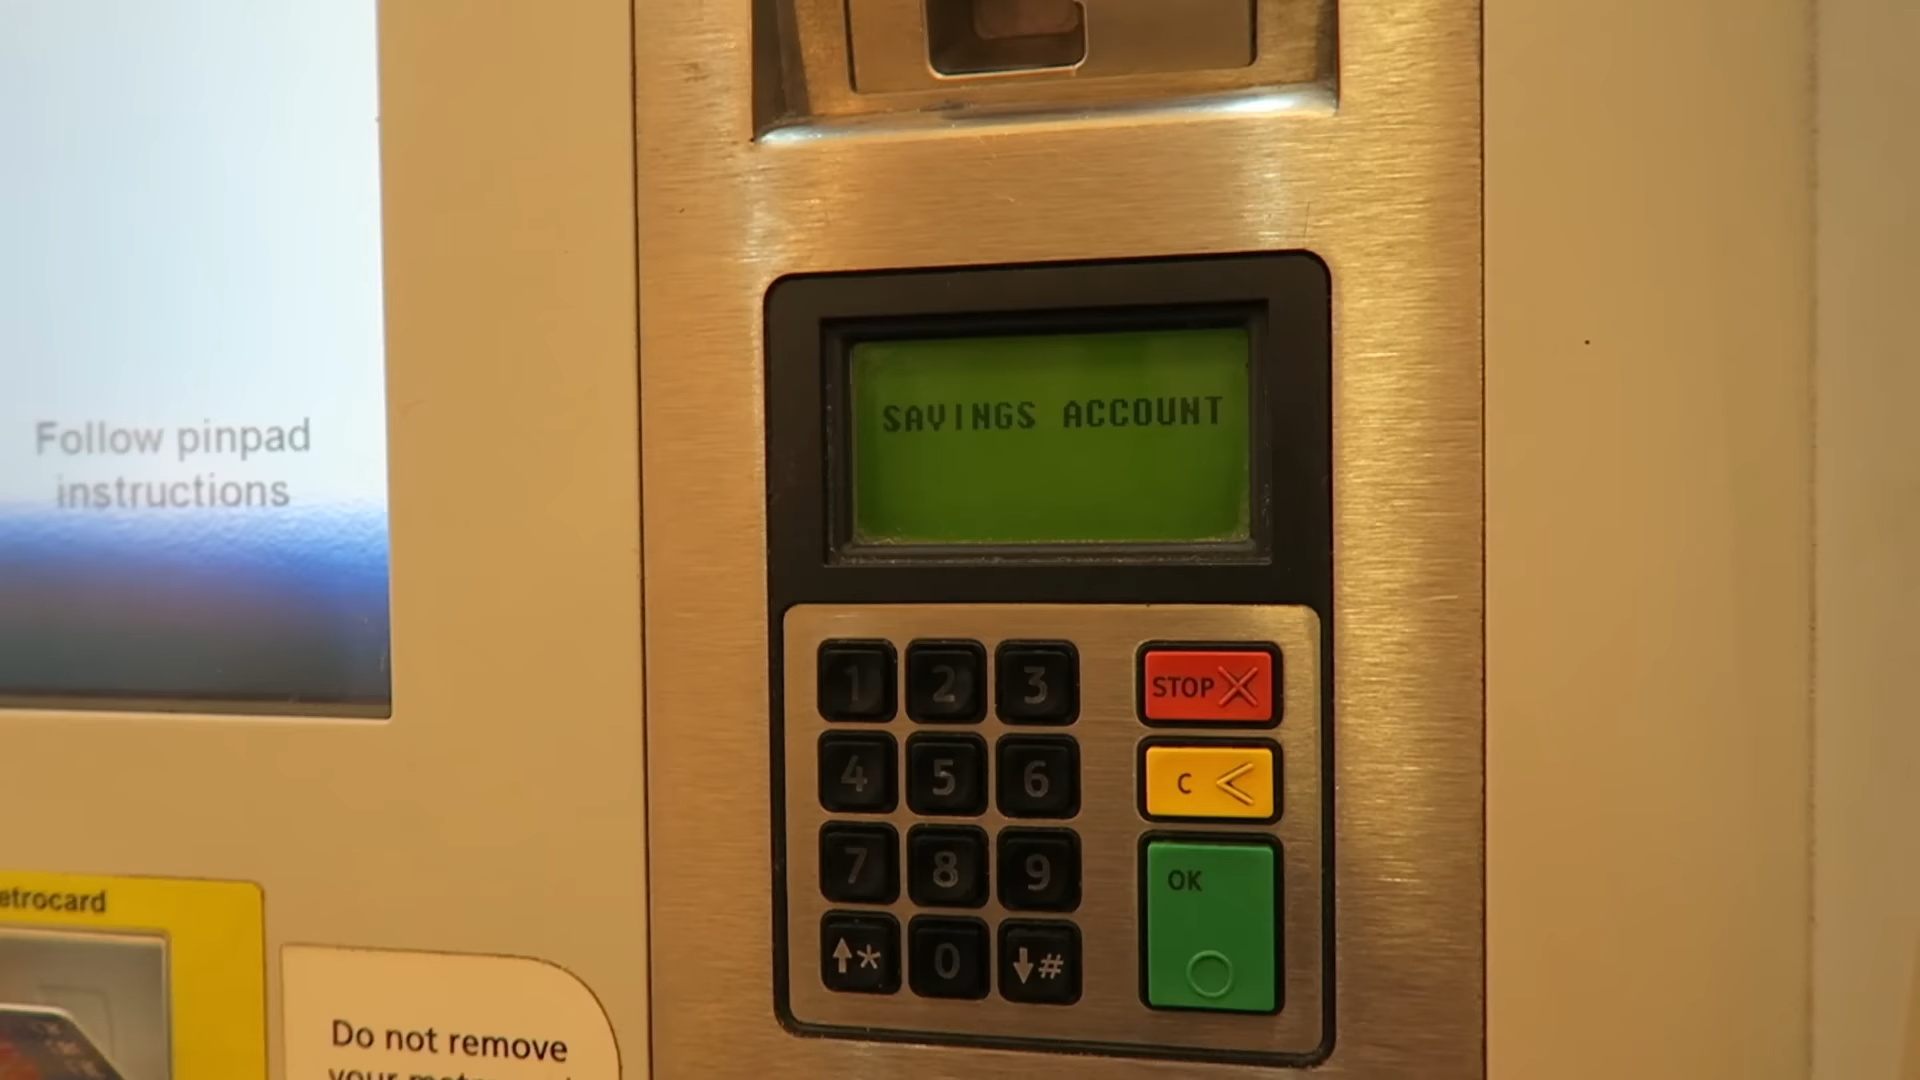 Follow pinpad
instructions
SAVINGS ACCOUNT
1 2 3
STOP
4 5 6
C <
7 8 9
OK
↑* 0 ↓#
etrocard
Do not remove
your